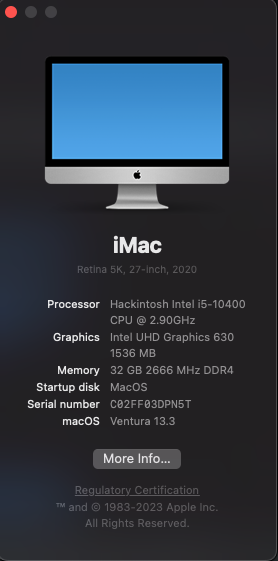 iMac
Retina 5K, 27-inch, 2020
Processor Hackintosh Intel i5-10400
CPU @ 2.90GHz
Graphics Intel UHD Graphics 630
1536 MB
Memory 32 GB 2666 MHz DDR4
Startup disk MacOS
Serial number C02FF03DPN5T
macOS Ventura 13.3
More Info...
Regulatory Certification
™ and © 1983-2023 Apple Inc.
All Rights Reserved.